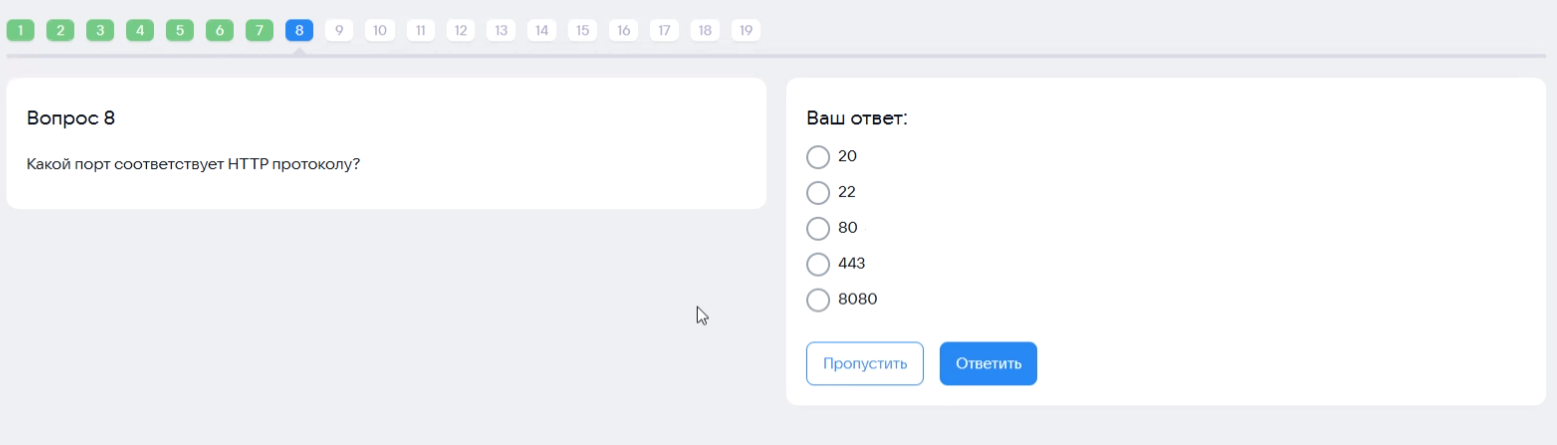 1 2 3 4 5 6 7 8 9 10 11 12 13 14 15 16 17 18 19
Вопрос 8
Какой порт соответствует HTTP протоколу?
Ваш ответ:
20
22
80
443
8080
Пропустить Ответить